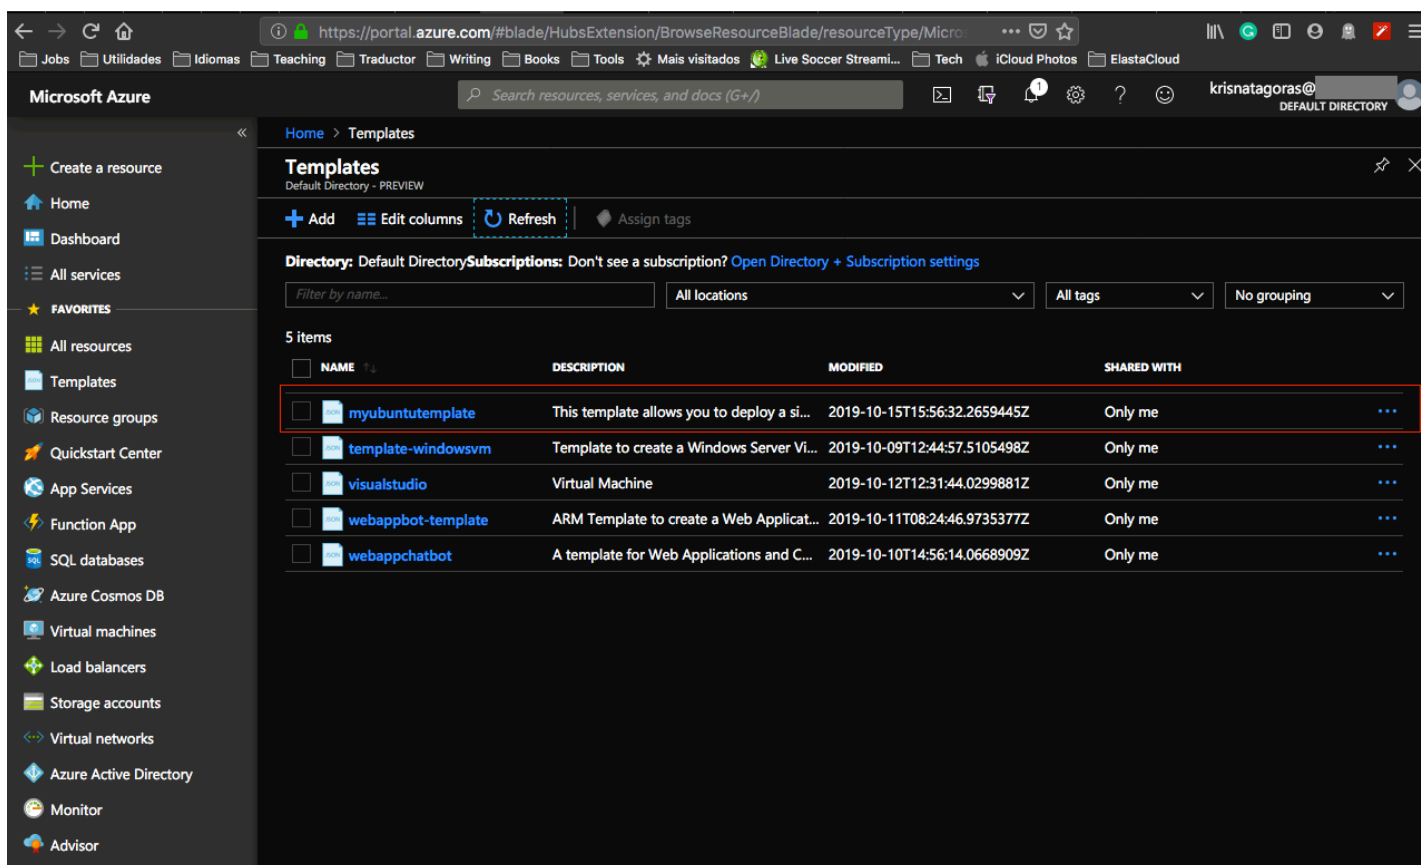 https://portal.azure.com/#blade/HubsExtension/BrowseResourceBlade/resourceType/Micro
Jobs Utilidades Idiomas Teaching Traductor Writing Books Tools Mais visitados Live Soccer Streami... Tech iCloud Photos ElastaCloud
Microsoft Azure
Search resources, services, and docs (G+/)
1
krisnatagoras@
DEFAULT DIRECTORY
«
Create a resource
Home
Dashboard
All services
FAVORITES
All resources
Templates
Resource groups
Quickstart Center
App Services
Function App
SQL databases
Azure Cosmos DB
Virtual machines
Load balancers
Storage accounts
Virtual networks
Azure Active Directory
Monitor
Advisor
Home > Templates
Templates
Default Directory - PREVIEW
Add Edit columns Refresh Assign tags
Directory: Default DirectorySubscriptions: Don't see a subscription? Open Directory + Subscription settings
Filter by name... All locations All tags No grouping
5 items
NAME DESCRIPTION MODIFIED SHARED WITH
myubuntutemplate This template allows you to deploy a si... 2019-10-15T15:56:32.2659445Z Only me
template-windowsvm Template to create a Windows Server Vi... 2019-10-09T12:44:57.5105498Z Only me
visualstudio Virtual Machine 2019-10-12T12:31:44.0299881Z Only me
webappbot-template ARM Template to create a Web Applicat... 2019-10-11T08:24:46.9735377Z Only me
webappchatbot A template for Web Applications and C... 2019-10-10T14:56:14.0668909Z Only me